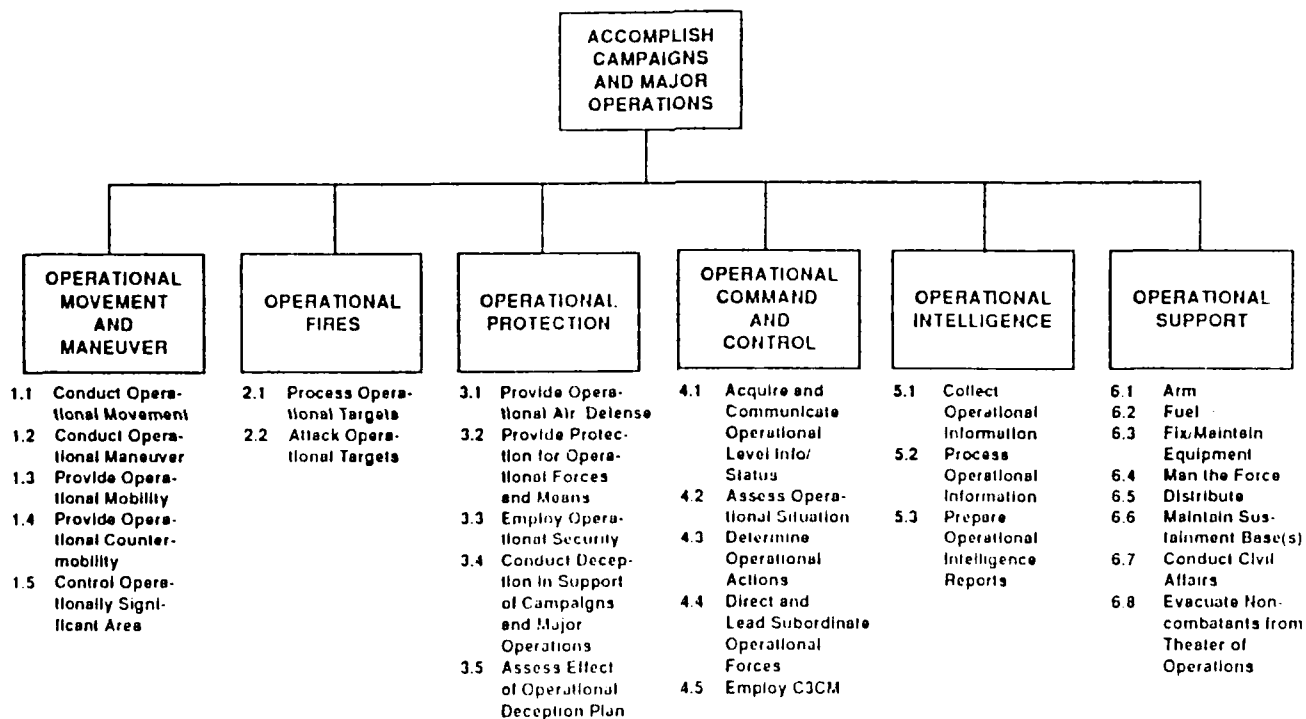 ACCOMPLISH
CAMPAIGNS
AND MAJOR
OPERATIONS
OPERATIONAL
MOVEMENT
AND
MANEUVER
1.1 Conduct Opera-
tional Movement
1.2 Conduct Opera-
tional Maneuver
1.3 Provide Opera-
tional Mobility
1.4 Provide Opera-
tional Counter-
mobility
1.5 Control Opera-
tionally Signi-
ficant Area
OPERATIONAL
FIRES
2.1 Process Opera-
tional Targets
2.2 Attack Opera-
tional Targets
OPERATIONAL
PROTECTION
3.1 Provide Opera-
tional Air Defense
3.2 Provide Protec-
tion for Opera-
tional Forces
and Means
3.3 Employ Opera-
tional Security
3.4 Conduct Decep-
tion in Support
of Campaigns
and Major
Operations
3.5 Assess Effect
of Operational
Deception Plan
OPERATIONAL
COMMAND
AND
CONTROL
4.1 Acquire and
Communicate
Operational
Level Info/
Status
4.2 Assess Opera-
tional Situation
4.3 Determine
Operational
Actions
4.4 Direct and
Lead Subordinate
Operational
Forces
4.5 Employ C3CM
OPERATIONAL
INTELLIGENCE
5.1 Collect
Operational
Information
5.2 Process
Operational
Information
5.3 Prepare
Operational
Intelligence
Reports
OPERATIONAL
SUPPORT
6.1 Arm
6.2 Fuel
6.3 Fix/Maintain
Equipment
6.4 Man the Force
6.5 Distribute
6.6 Maintain Sus-
tainment Base(s)
6.7 Conduct Civil
Affairs
6.8 Evacuate Non-
combatants from
Theater of
Operations